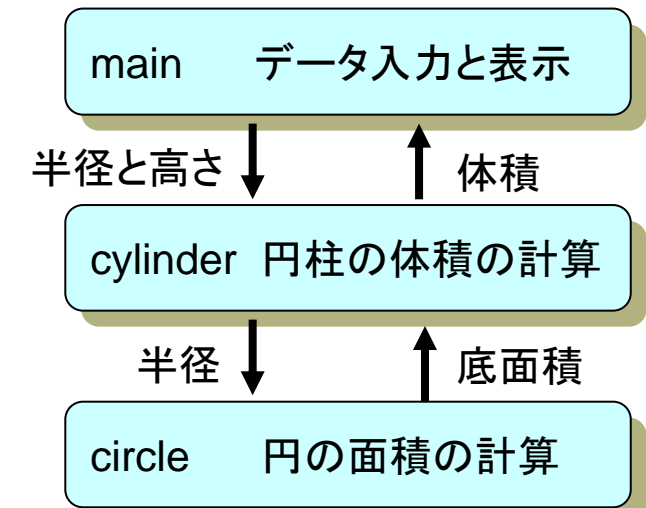 main データ入力と表示
半径と高さ 体積
cylinder 円柱の体積の計算
半径 底面積
circle 円の面積の計算